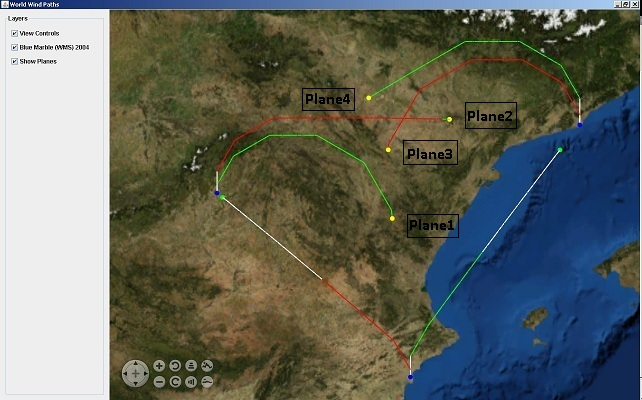 World Wind Paths
Layers
View Controls
Blue Marble (WMS) 2004
Show Planes
Plane4
Plane2
Plane3
Plane1